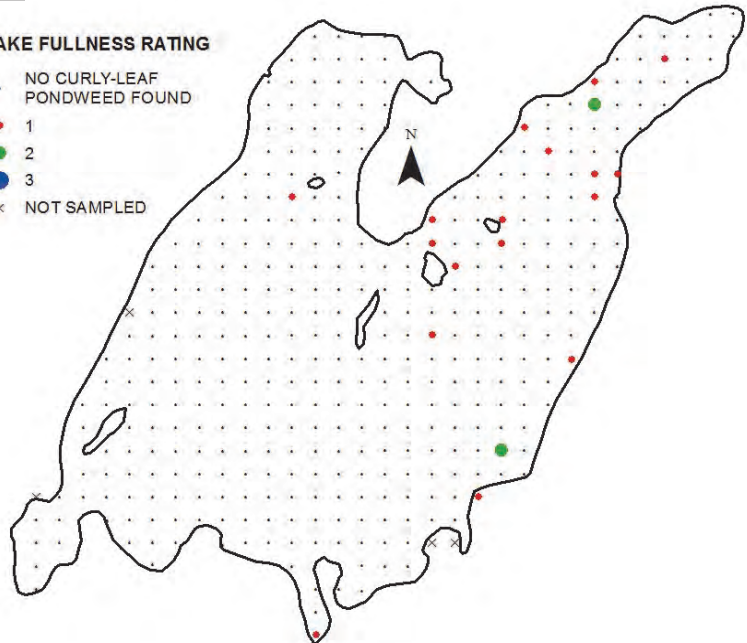 AKE FULLNESS RATING
NO CURLY-LEAF
PONDWEED FOUND
1
2
3
NOT SAMPLED
N